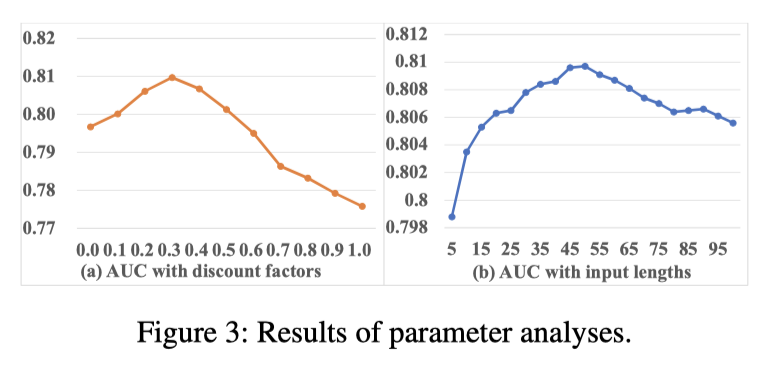 0.82
0.81
0.80
0.79
0.78
0.77
0.0 0.1 0.2 0.3 0.4 0.5 0.6 0.7 0.8 0.9 1.0
(a) AUC with discount factors
0.812
0.81
0.808
0.806
0.804
0.802
0.8
0.798
5 15 25 35 45 55 65 75 85 95
(b) AUC with input lengths
Figure 3: Results of parameter analyses.